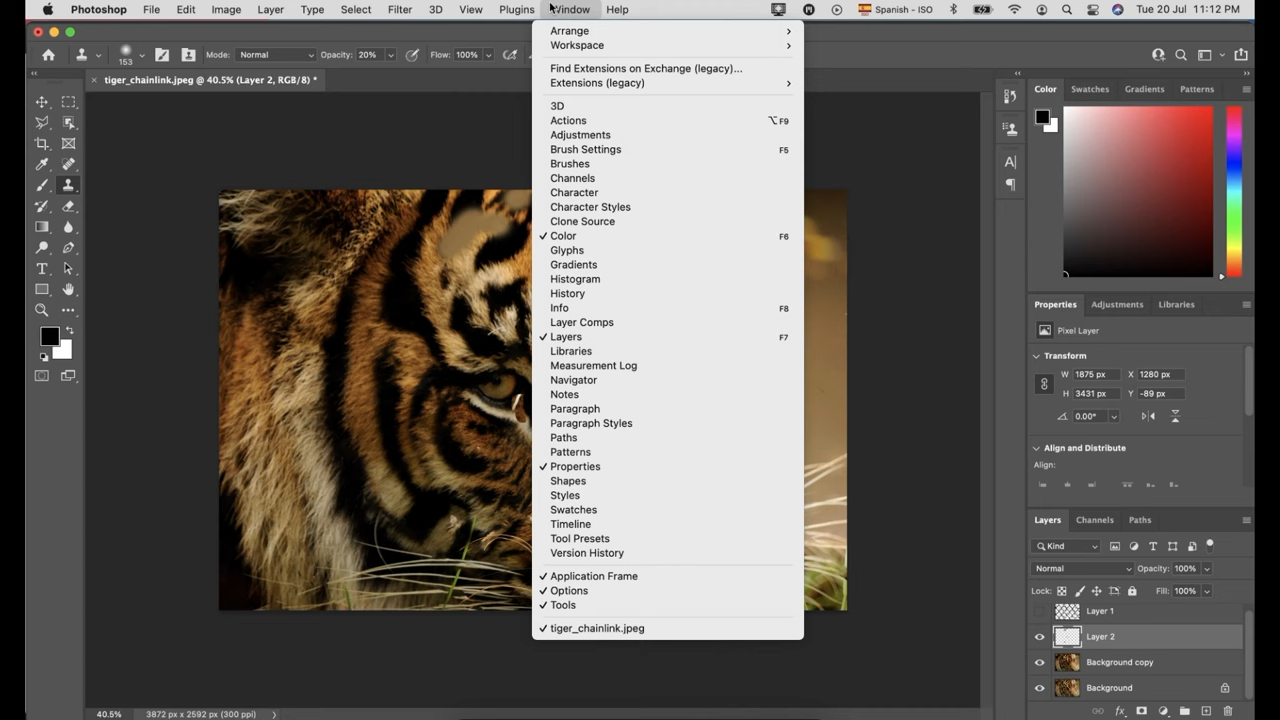 Photoshop File Edit Image Layer Type Select Filter 3D View Plugins Window Help Spanish - ISO Tue 20 Jul 11:12 PM
153 Mode: Normal Opacity: 20% Flow: 100%
× tiger_chainlink.jpeg @ 40.5% (Layer 2, RGB/8) *
Arrange
Workspace
Find Extensions on Exchange (legacy)...
Extensions (legacy)
3D
Actions ⌥F9
Adjustments
Brush Settings F5
Brushes
Channels
Character
Character Styles
Clone Source
✓ Color F6
Glyphs
Gradients
Histogram
History
Info F8
Layer Comps
✓ Layers F7
Libraries
Measurement Log
Navigator
Notes
Paragraph
Paragraph Styles
Paths
Patterns
✓ Properties
Shapes
Styles
Swatches
Timeline
Tool Presets
Version History
✓ Application Frame
✓ Options
✓ Tools
✓ tiger_chainlink.jpeg
Color Swatches Gradients Patterns
Properties Adjustments Libraries
Pixel Layer
Transform
W 1875 px X 1280 px
H 3431 px Y -89 px
0.00°
Align and Distribute
Align:
Layers Channels Paths
Kind
Normal Opacity: 100%
Lock: Fill: 100%
Layer 1
Layer 2
Background copy
Background
fx
40.5% 3872 px x 2592 px (300 ppi)